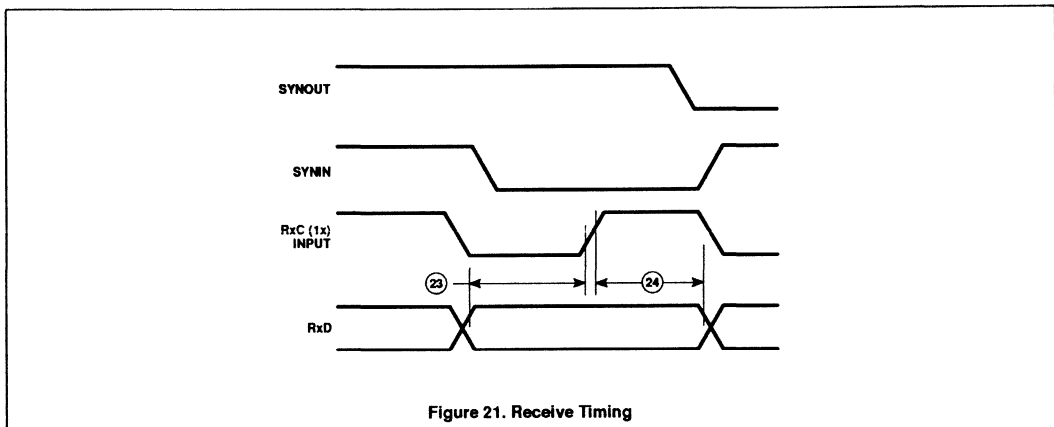 SYNOUT
SYNIN
RxC (1x)
INPUT
23
24
RxD
Figure 21. Receive Timing